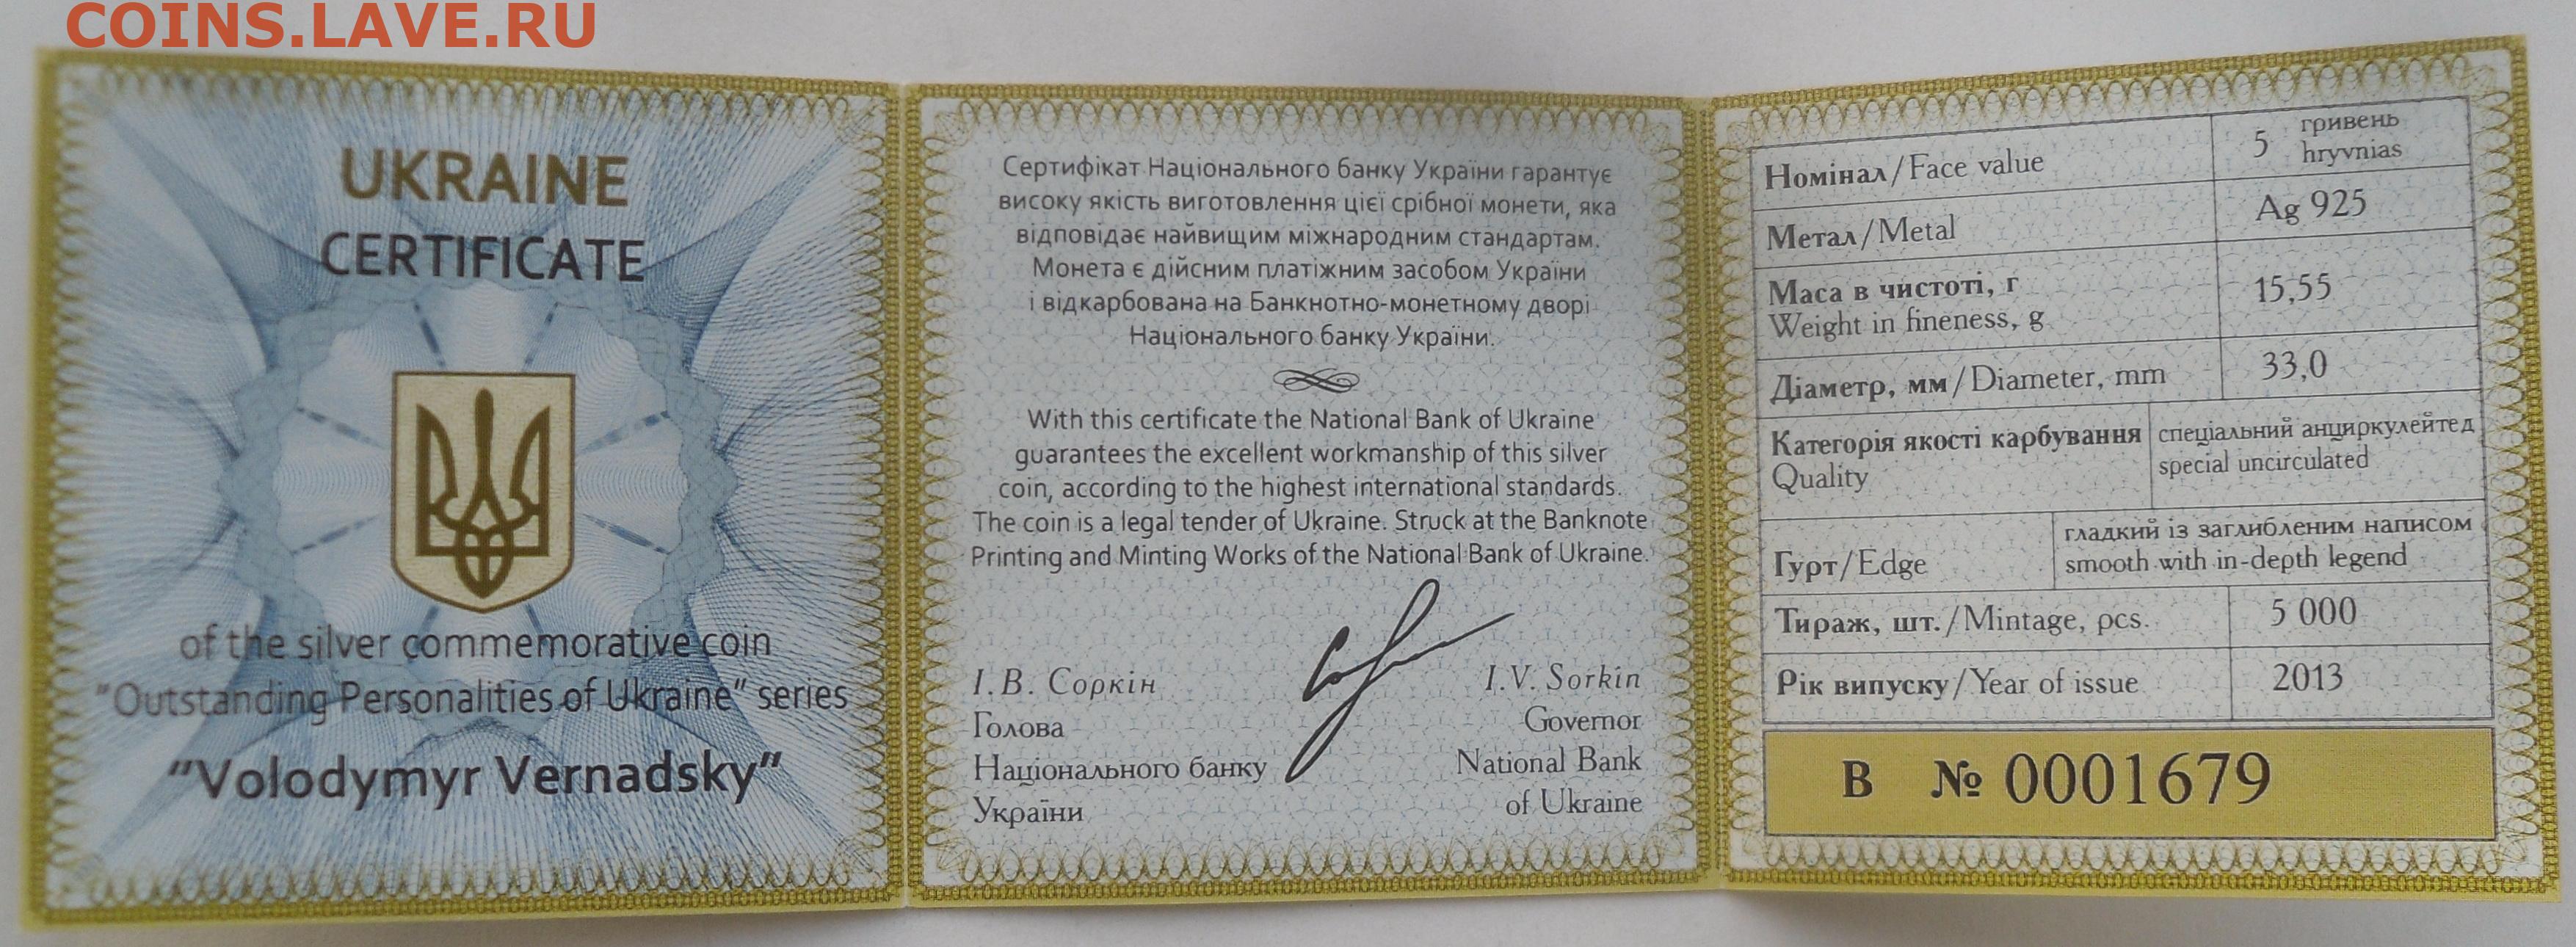 COINS.LAVE.RU
UKRAINE
CERTIFICATE
of the silver commemorative coin
"Outstanding Personalities of Ukraine" series
"Volodymyr Vernadsky"
Сертифікат Національного банку України гарантує
високу якість виготовлення цієї срібної монети, яка
відповідає найвищим міжнародним стандартам.
Монета є дійсним платіжним засобом України
і відкарбована на Банкнотно-монетному дворі
Національного банку України.
With this certificate the National Bank of Ukraine
guarantees the excellent workmanship of this silver
coin, according to the highest international standards.
The coin is a legal tender of Ukraine. Struck at the Banknote
Printing and Minting Works of the National Bank of Ukraine.
І. В. Соркін
Голова
Національного банку
України
I. V. Sorkin
Governor
National Bank
of Ukraine
Номінал/Face value 5 гривень
hryvnias
Метал/Metal Ag 925
Маса в чистоті, г
Weight in fineness, g 15,55
Діаметр, мм/Diameter, mm 33,0
Категорія якості карбування спеціальний анциркулейтед
Quality special uncirculated
гладкий із заглибленим написом
Гурт/Edge smooth with in-depth legend
Тираж, шт./Mintage, pcs. 5 000
Рік випуску/Year of issue 2013
В № 0001679